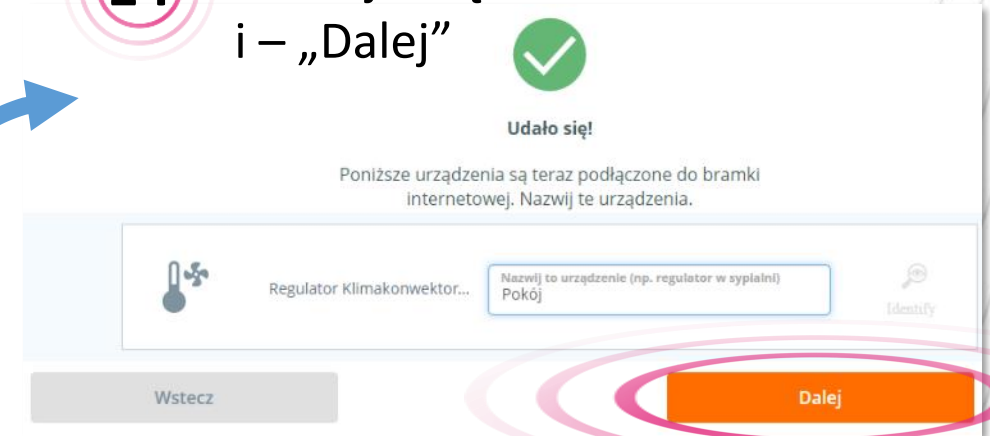 i – „Dalej”
Udało się!
Poniższe urządzenia są teraz podłączone do bramki
internetowej. Nazwij te urządzenia.
Regulator Klimakonwektor...
Nazwij to urządzenie (np. regulator w sypialni)
Pokój
Identify
Wstecz
Dalej